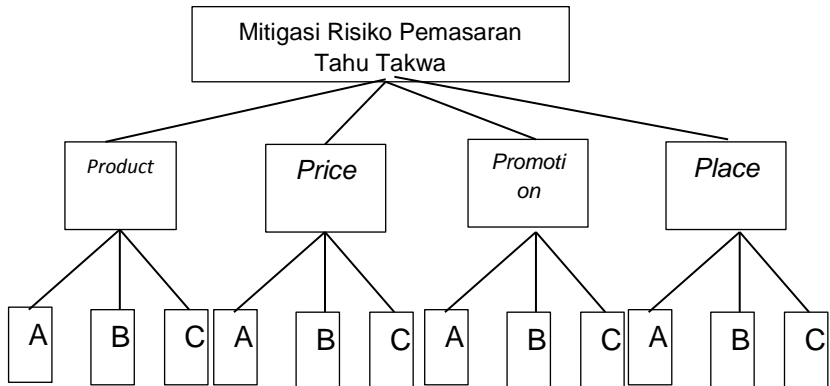 Mitigasi Risiko Pemasaran
Tahu Takwa
Product
Price
Promoti
on
Place
A
B
C
A
B
C
A
B
C
A
B
C